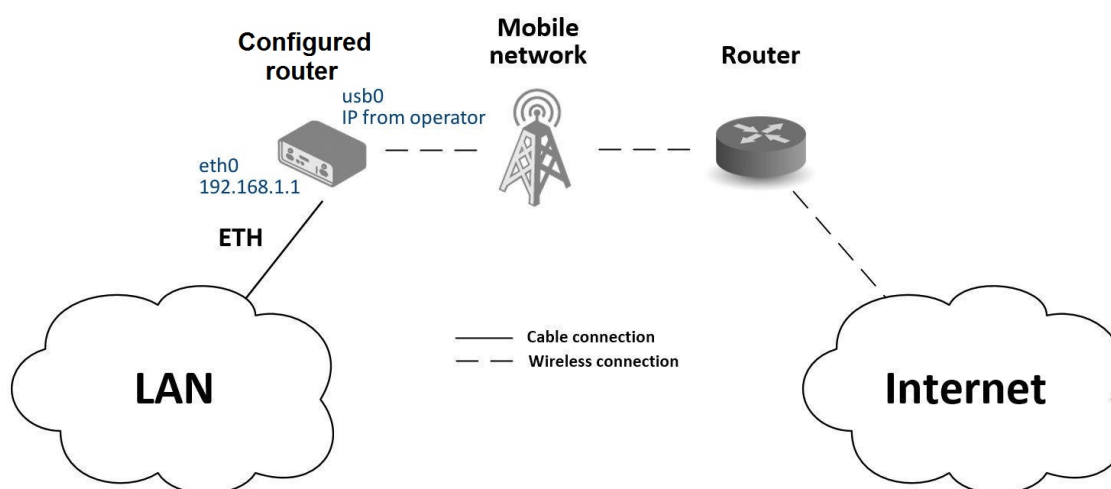 Configured
router
Mobile
network
Router
usb0
IP from operator
eth0
192.168.1.1
ETH
Cable connection
Wireless connection
LAN
Internet